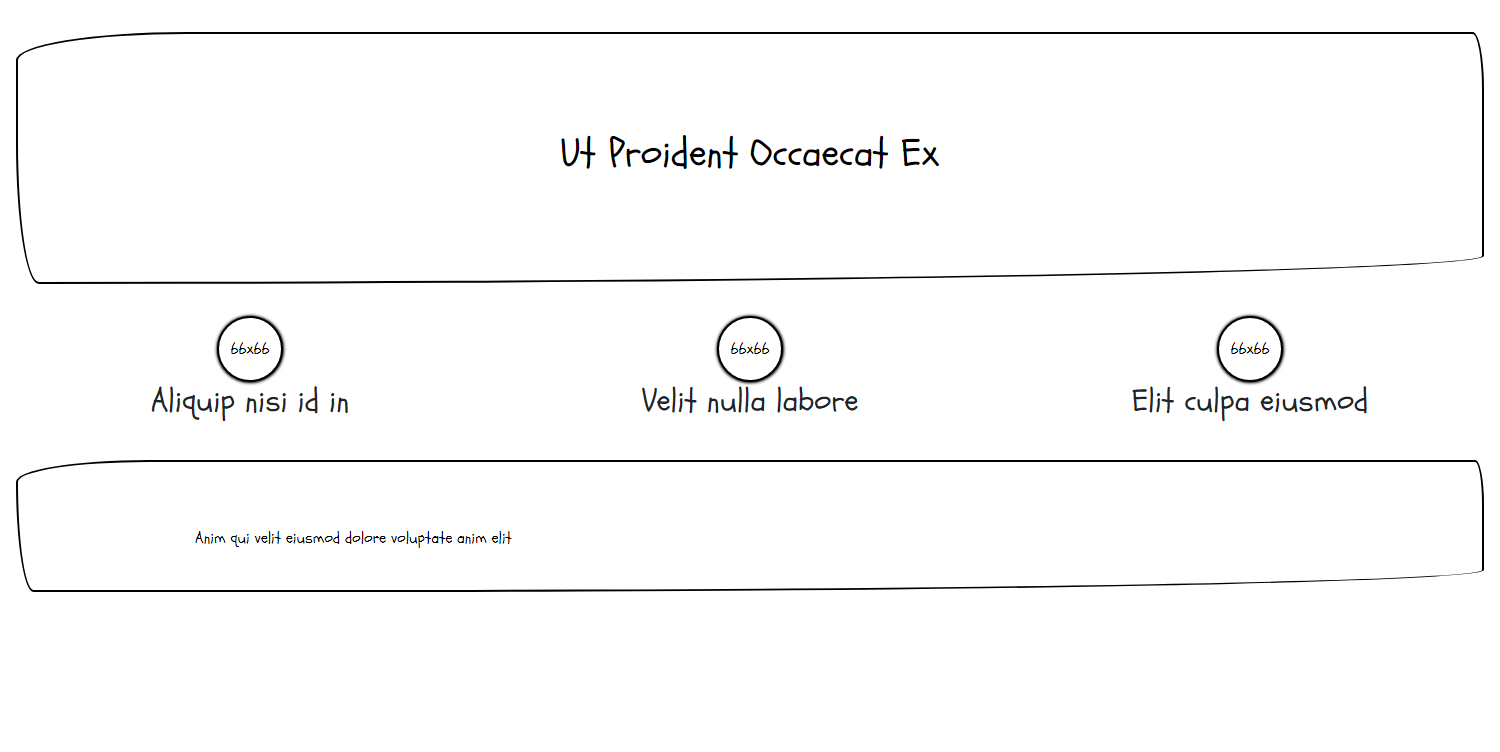 Ut Proident Occaecat Ex
66x66 66x66 66x66
Aliquip nisi id in Velit nulla labore Elit culpa eiusmod
Anim qui velit eiusmod dolore voluptate anim elit